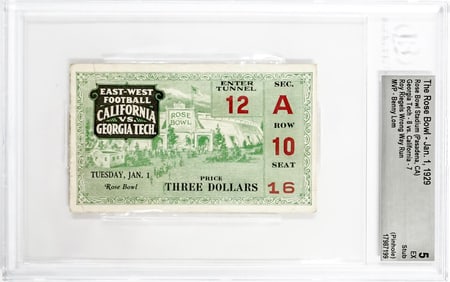 EAST-WEST
FOOTBALL
CALIFORNIA
VS.
GEORGIA TECH.
ROSE
BOWL
TUESDAY, JAN. 1
Rose Bowl
ENTER
TUNNEL
12
PRICE
THREE DOLLARS
SEC.
A
ROW
10
SEAT
16
The Rose Bowl - Jan. 1, 1929
Rose Bowl Stadium (Pasadena, CA)
Georgia Tech - 8 vs. California - 7
Roy Riegels Wrong Way Run
MVP - Benny Lom
5
EX
Stub
(Pinhole)
17987199